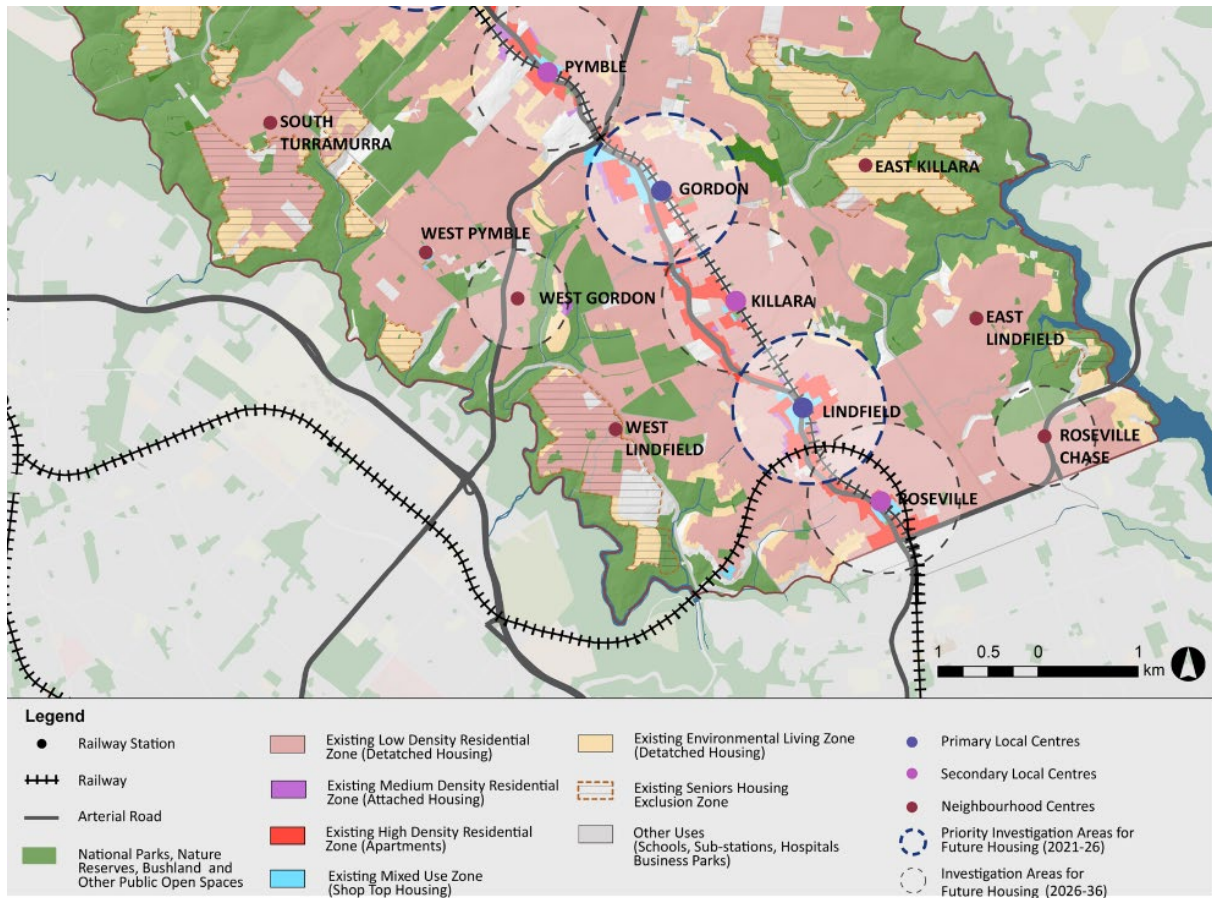 PYMBLE
SOUTH
TURRAMURRA
GORDON
EAST KILLARA
WEST PYMBLE
WEST GORDON
KILLARA
EAST
LINDFIELD
LINDFIELD
WEST
LINDFIELD
ROSEVILLE
CHASE
ROSEVILLE
1 0.5 0 1
km
Legend
Railway Station
Railway
Arterial Road
National Parks, Nature
Reserves, Bushland and
Other Public Open Spaces
Existing Low Density Residential
Zone (Detatched Housing)
Existing Medium Density Residential
Zone (Attached Housing)
Existing High Density Residential
Zone (Apartments)
Existing Mixed Use Zone
(Shop Top Housing)
Existing Environmental Living Zone
(Detatched Housing)
Existing Seniors Housing
Exclusion Zone
Other Uses
(Schools, Sub-stations, Hospitals
Business Parks)
Primary Local Centres
Secondary Local Centres
Neighbourhood Centres
Priority Investigation Areas for
Future Housing (2021-26)
Investigation Areas for
Future Housing (2026-36)